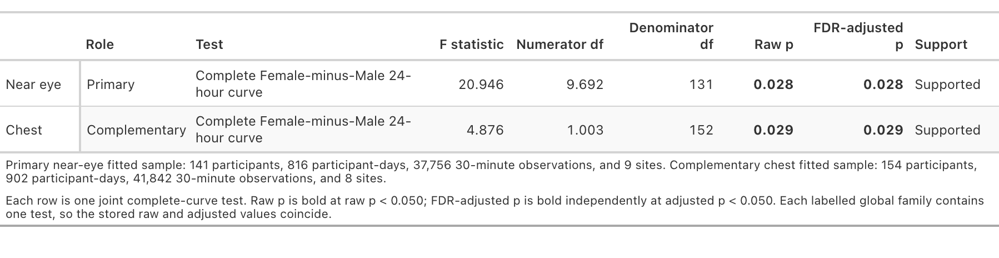 Role Test F statistic Numerator df Denominator df Raw p FDR-adjusted p Support
Near eye Primary Complete Female-minus-Male 24-hour curve 20.946 9.692 131 0.028 0.028 Supported
Chest Complementary Complete Female-minus-Male 24-hour curve 4.876 1.003 152 0.029 0.029 Supported
Primary near-eye fitted sample: 141 participants, 816 participant-days, 37,756 30-minute observations, and 9 sites. Complementary chest fitted sample: 154 participants,
902 participant-days, 41,842 30-minute observations, and 8 sites.
Each row is one joint complete-curve test. Raw p is bold at raw p < 0.050; FDR-adjusted p is bold independently at adjusted p < 0.050. Each labelled global family contains
one test, so the stored raw and adjusted values coincide.